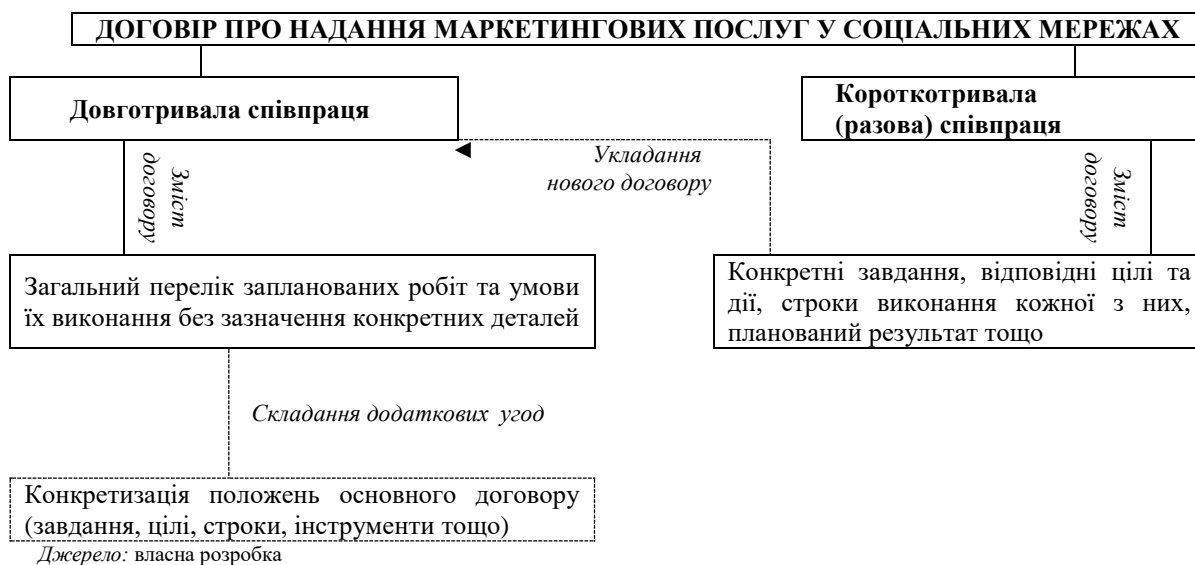 ДОГОВІР ПРО НАДАННЯ МАРКЕТИНГОВИХ ПОСЛУГ У СОЦІАЛЬНИХ МЕРЕЖАХ
Довготривала співпраця
Короткотривала
(разова) співпраця
Укладання
нового договору
Зміст
договору
Зміст
договору
Загальний перелік запланованих робіт та умови
їх виконання без зазначення конкретних деталей
Конкретні завдання, відповідні цілі та
дії, строки виконання кожної з них,
планований результат тощо
Складання додаткових угод
Конкретизація положень основного договору
(завдання, цілі, строки, інструменти тощо)
Джерело: власна розробка